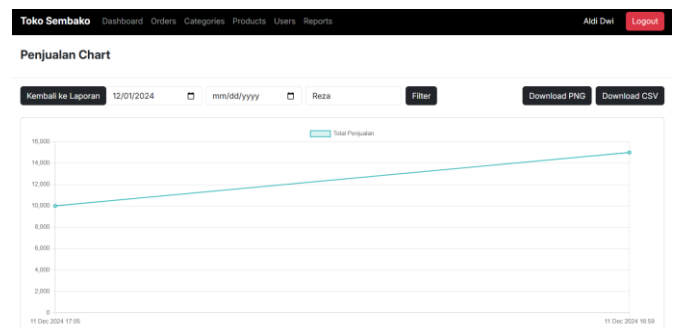 Toko Sembako Dashboard Orders Categories Products Users Reports Aldi Dwi Logout
Penjualan Chart
Kembali ke Laporan 12/01/2024 mm/dd/yyyy Reza Filter Download PNG Download CSV
Total Penjualan
16,000
14,000
12,000
10,000
8,000
6,000
4,000
2,000
0
11 Dec 2024 17:05 11 Dec 2024 18:59